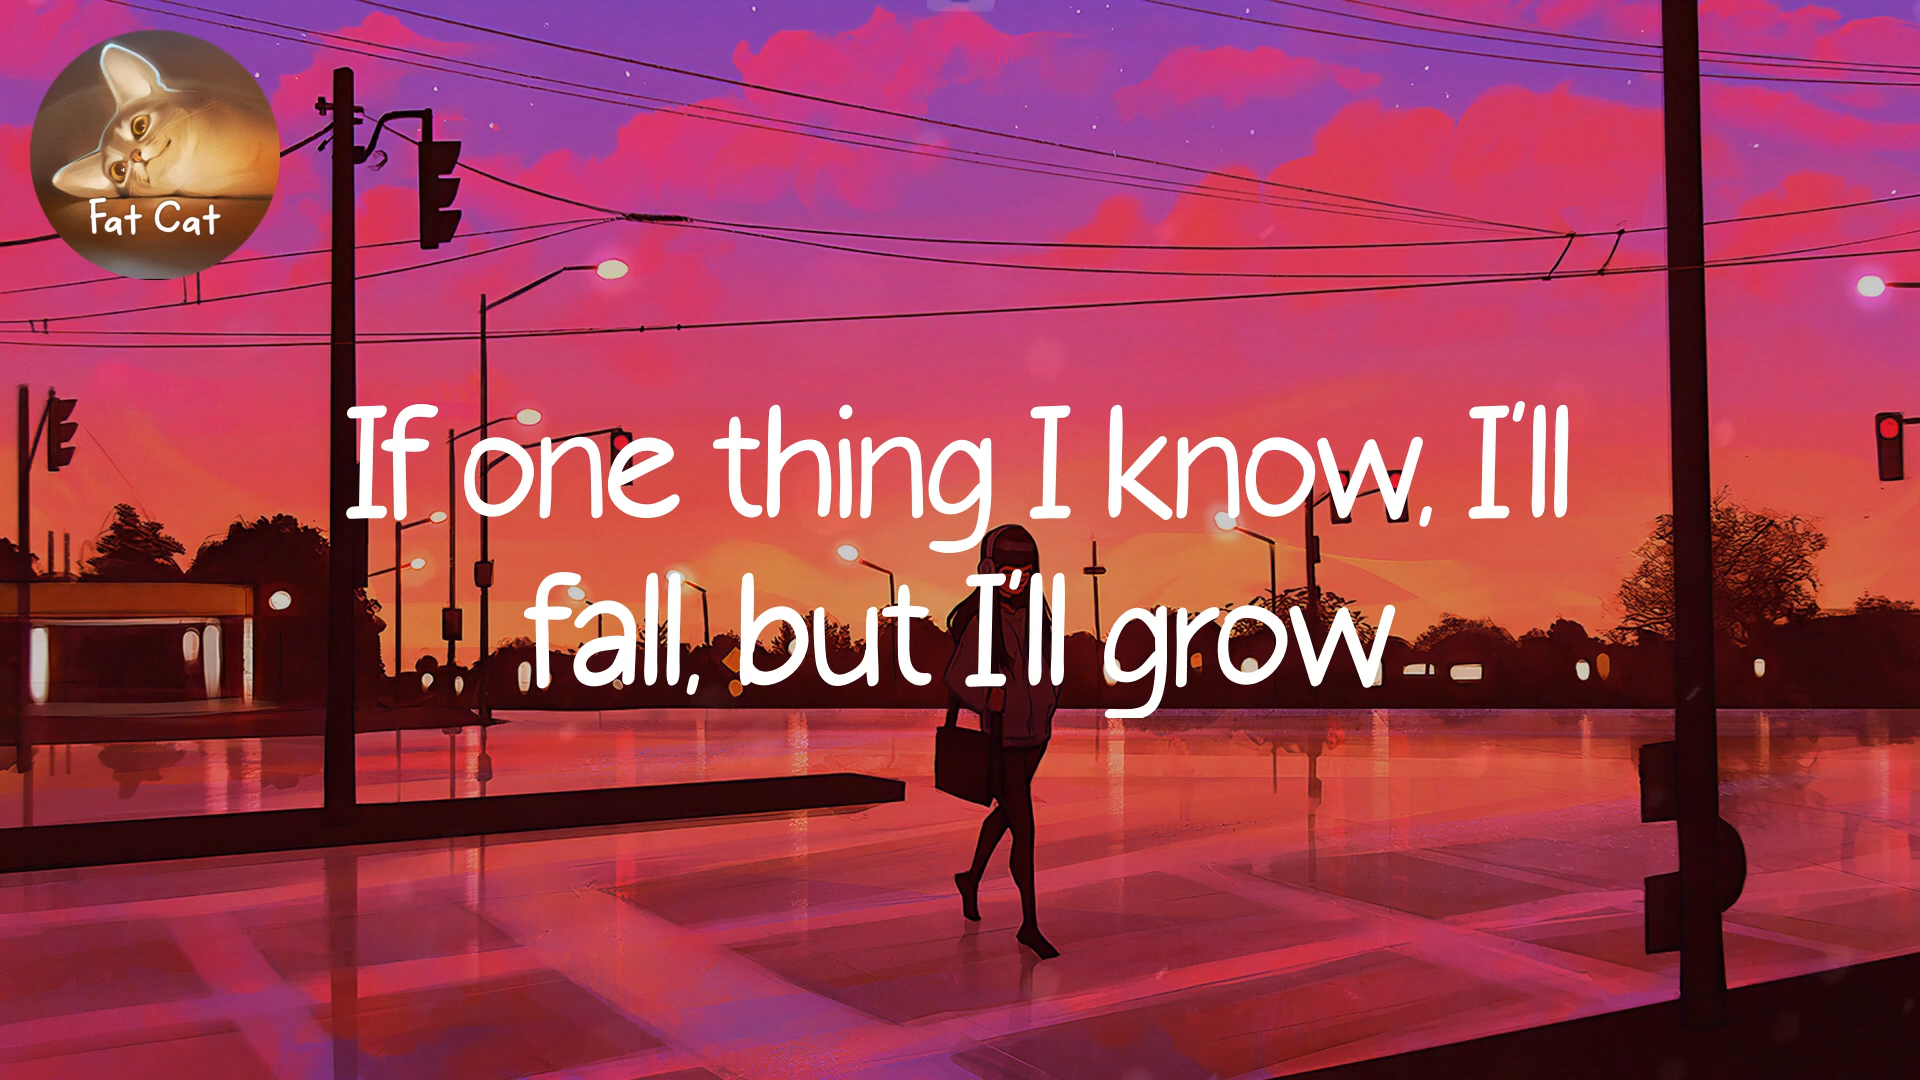 Fat Cat
If one thing I know, I'll
fall, but I'll grow